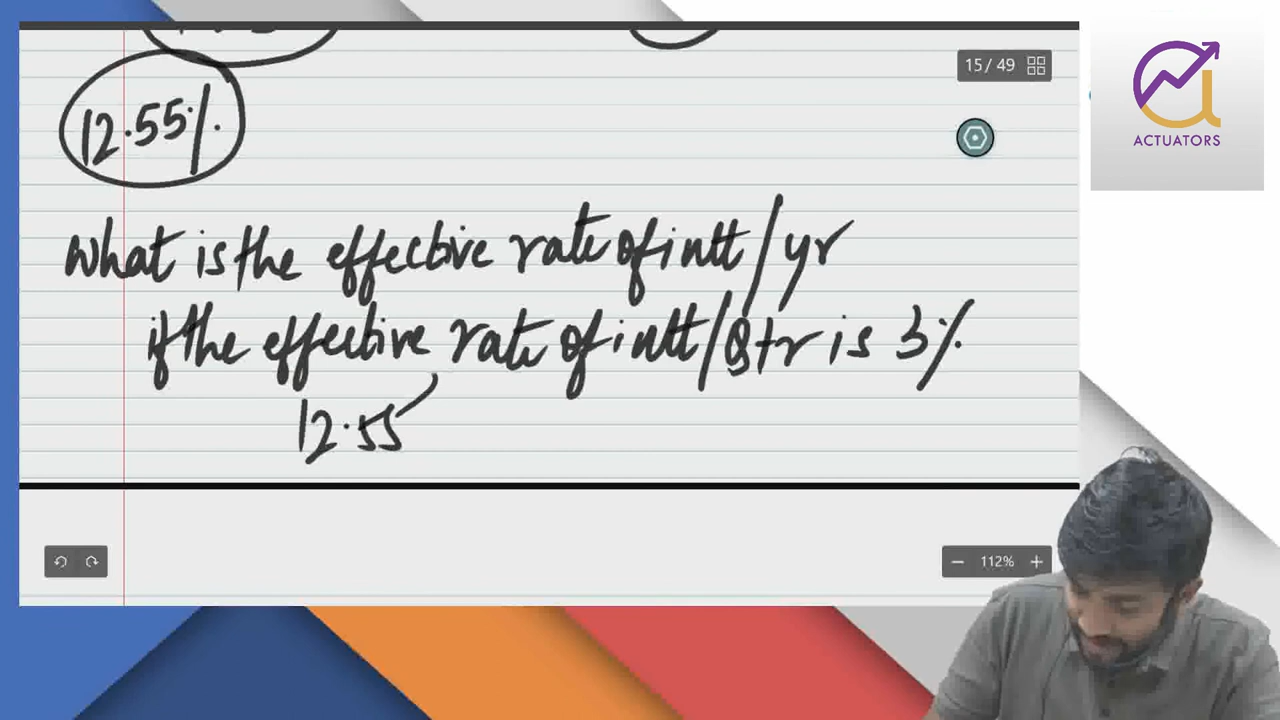 12.55%
15 / 49
ACTUATORS
What is the effective rate of intt/yr
if the effective rate of intt/Qtr is 3%.
12.55
112%